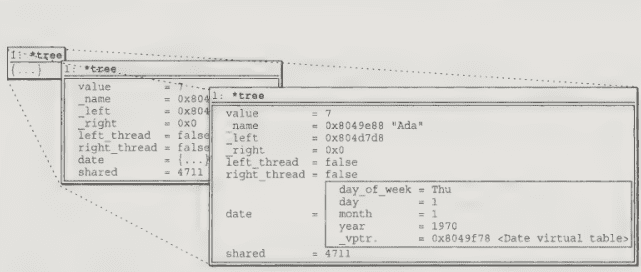 1: *tree
{...}
1: *tree
value = 7
_name = 0x804
_left = 0x804
_right = 0x0
left_thread = false
right_thread = false
date = {...}
shared = 4711
1: *tree
value = 7
_name = 0x8049e88 "Ada"
_left = 0x804d7d8
_right = 0x0
left_thread = false
right_thread = false
date =
day_of_week = Thu
day = 1
month = 1
year = 1970
_vptr. = 0x8049f78 <Date virtual table>
shared = 4711